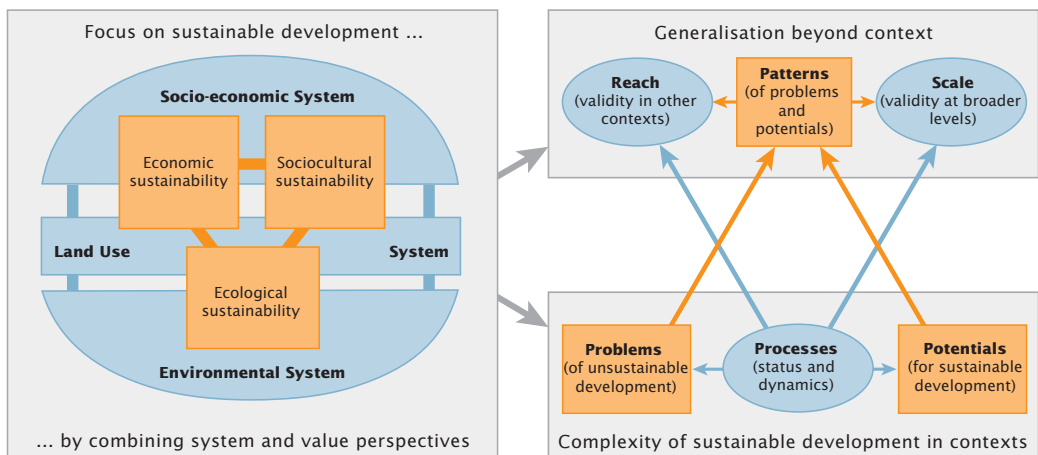 Focus on sustainable development ...
Socio-economic System
Economic
sustainability
Sociocultural
sustainability
Land Use
System
Ecological
sustainability
Environmental System
... by combining system and value perspectives
Generalisation beyond context
Reach
(validity in other
contexts)
Patterns
(of problems
and
potentials)
Scale
(validity at broader
levels)
Problems
(of unsustainable
development)
Processes
(status and
dynamics)
Potentials
(for sustainable
development)
Complexity of sustainable development in contexts